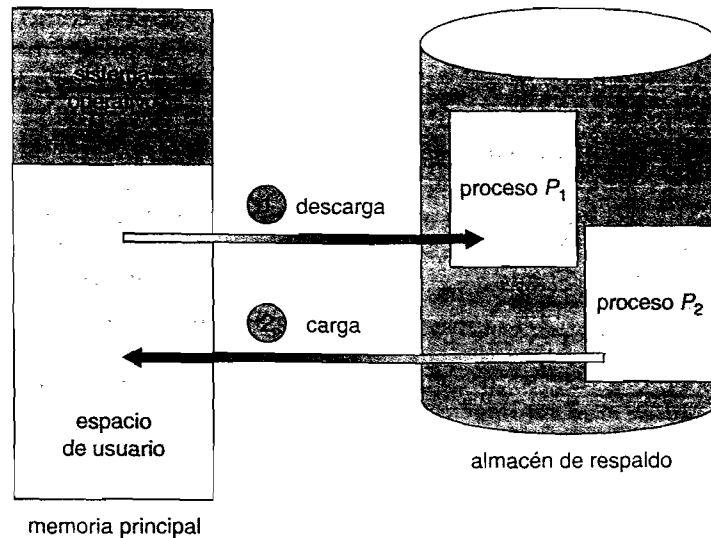 sistema
operativo
proceso P1
1 descarga
proceso P2
2 carga
espacio
de usuario
almacén de respaldo
memoria principal